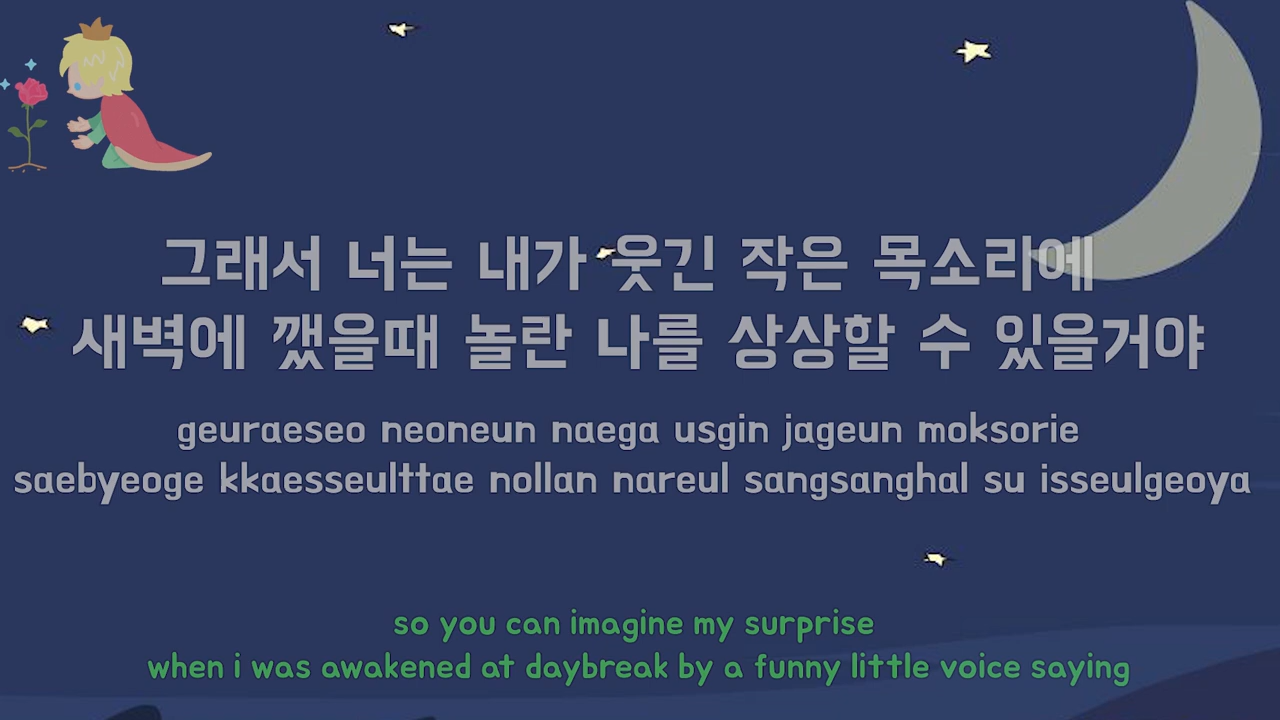 그래서 너는 내가 웃긴 작은 목소리에
새벽에 깼을때 놀란 나를 상상할 수 있을거야
geuraeseo neoneun naega usgin jageun moksorie
saebyeoge kkaesseulttae nollan nareul sangsanghal su isseulgeoya
so you can imagine my surprise
when i was awakened at daybreak by a funny little voice saying